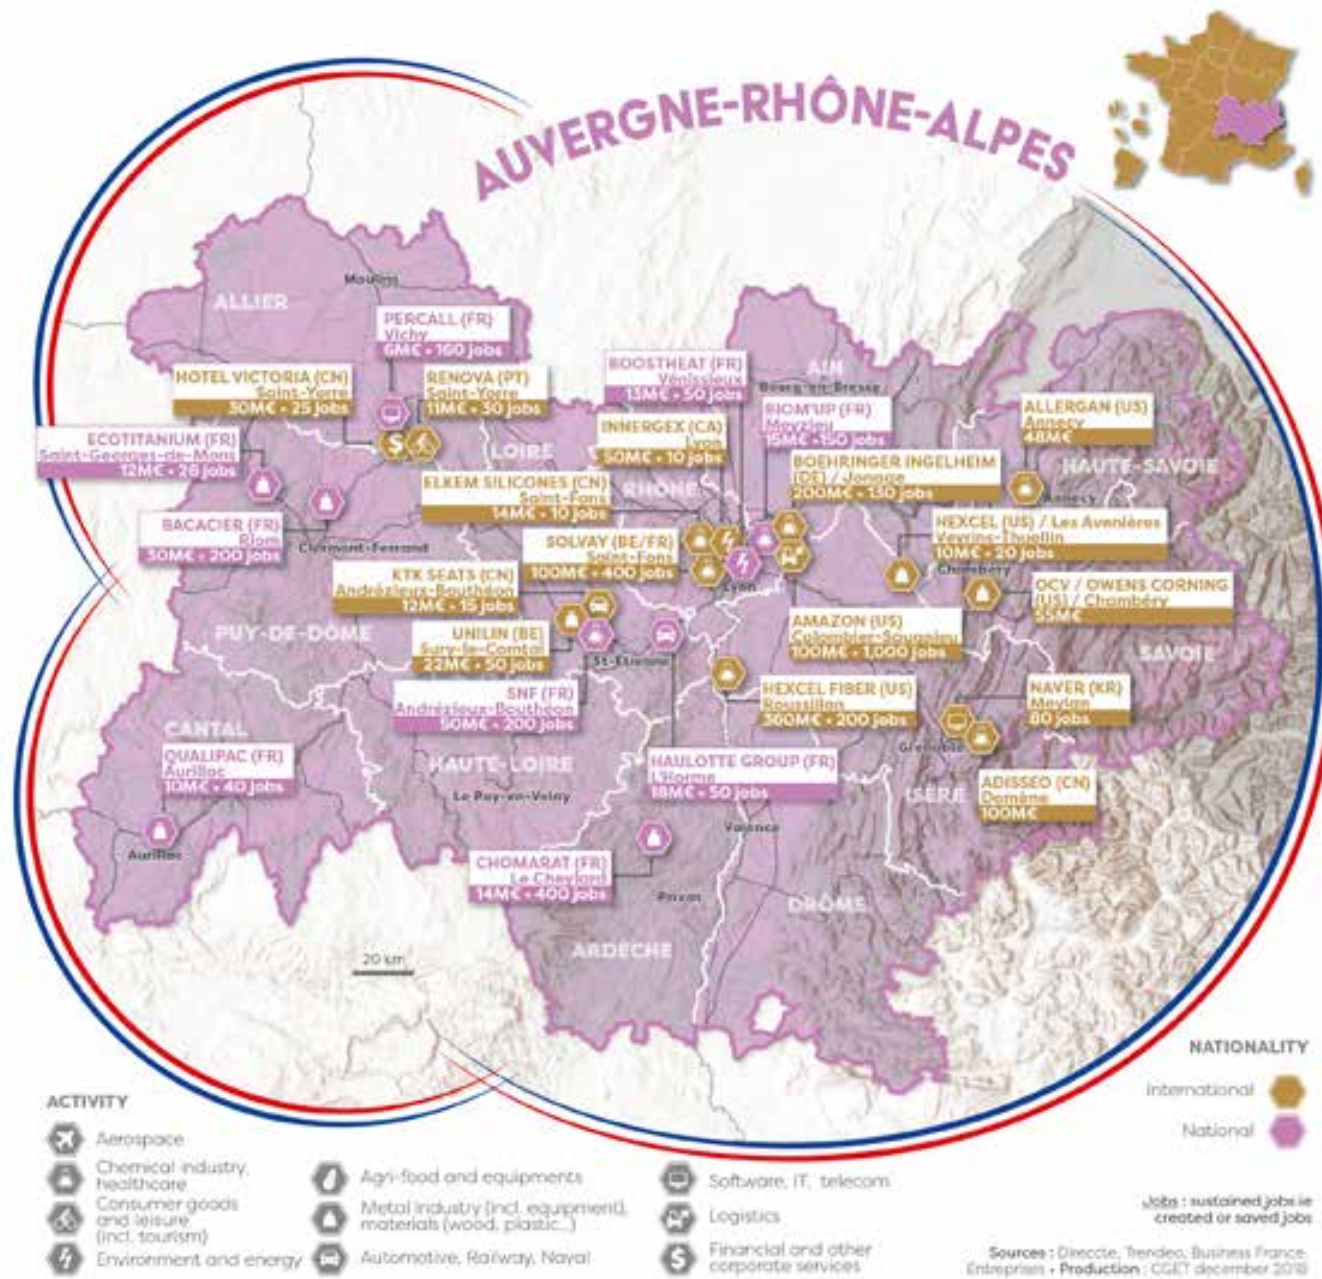 AUVERGNE-RHÔNE-ALPES
Moulins
ALLIER
PERCALL (FR)
Vichy
6M€ • 160 jobs
HOTEL VICTORIA (CN)
Saint-Yorre
30M€ • 25 jobs
RENOVA (PT)
Saint-Yorre
11M€ • 30 jobs
BOOSTHEAT (FR)
Vénissieux
13M€ • 50 jobs
AIN
Bourg-en-Bresse
ECOTITANIUM (FR)
Saint-Georges-de-Mons
12M€ • 26 jobs
LOIRE
INNERGEX (CA)
Lyon
50M€ • 10 jobs
BIOM'UP (FR)
Meyzieu
15M€ • 150 jobs
ALLERGAN (US)
Annecy
48M€
HAUTE-SAVOIE
Annecy
ELKEM SILICONES (CN)
Saint-Fons
14M€ • 10 jobs
RHÔNE
BOEHRINGER INGELHEIM
(DE) / Jonage
200M€ • 130 jobs
BACACIER (FR)
Riom
30M€ • 200 jobs
Clermont-Ferrand
SOLVAY (BE/FR)
Saint-Fons
100M€ • 400 jobs
Lyon
HEXCEL (US) / Les Avenières
Veyrins-Thuellin
10M€ • 20 jobs
Chambéry
KTK SEATS (CN)
Andrézieux-Bouthéon
12M€ • 15 jobs
OCV / OWENS CORNING
(US) / Chambéry
55M€
PUY-DE-DÔME
UNILIN (BE)
Sury-le-Comtal
22M€ • 50 jobs
St-Etienne
AMAZON (US)
Colombier-Saugnieu
100M€ • 1,000 jobs
SAVOIE
SNF (FR)
Andrézieux-Bouthéon
50M€ • 200 jobs
HEXCEL FIBER (US)
Roussillon
360M€ • 200 jobs
NAVER (KR)
Meylan
80 jobs
Grenoble
CANTAL
QUALIPAC (FR)
Aurillac
10M€ • 40 jobs
HAUTE-LOIRE
Le Puy-en-Velay
HAULOTTE GROUP (FR)
L'Horme
18M€ • 50 jobs
ISÈRE
ADISSEO (CN)
Domène
100M€
Valence
Aurillac
CHOMARAT (FR)
Le Cheylard
14M€ • 400 jobs
Privas
DRÔME
ARDECHE
20 km
NATIONALITY
International
National
ACTIVITY
Aerospace
Chemical industry,
healthcare
Consumer goods
and leisure
(incl. tourism)
Environment and energy
Agri-food and equipments
Metal industry (incl. equipment),
materials (wood, plastic...)
Automotive, Railway, Naval
Software, IT, telecom
Logistics
Financial and other
corporate services
Jobs : sustained jobs ie
created or saved jobs
Sources : Direccte, Trendeo, Business France,
Entreprises • Production : CGET december 2018